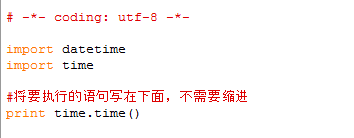 # -*- coding: utf-8 -*-
import datetime
import time
#将要执行的语句写在下面，不需要缩进
print time.time()